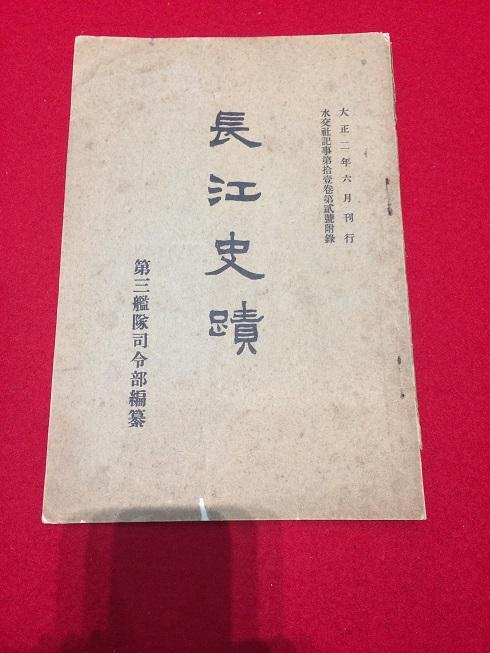 大正二年六月刊行
水交社記事第拾壹卷第貳號附錄
長江史蹟
第三艦隊司令部編纂